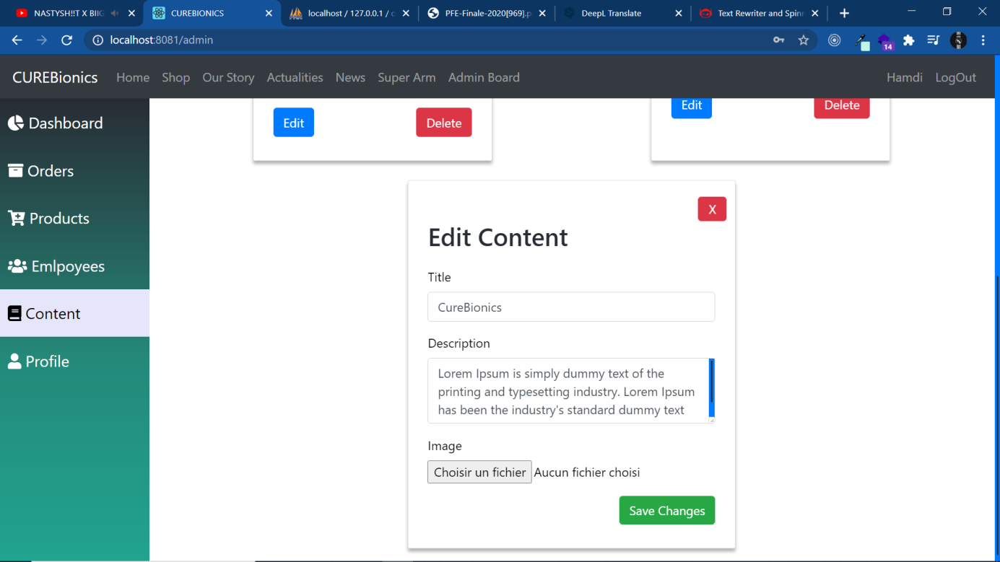 NASTYSH!!T X BIIG
CUREBIONICS
localhost / 127.0.0.1 / c
PFE-Finale-2020[969].p
DeepL Translate
Text Rewriter and Spinn
localhost:8081/admin
14
CUREBionics
Home
Shop
Our Story
Actualities
News
Super Arm
Admin Board
Hamdi
LogOut
Dashboard
Orders
Products
Emlpoyees
Content
Profile
Edit
Delete
Edit
Delete
X
Edit Content
Title
CureBionics
Description
Lorem Ipsum is simply dummy text of the
printing and typesetting industry. Lorem Ipsum
has been the industry's standard dummy text
Image
Choisir un fichier Aucun fichier choisi
Save Changes